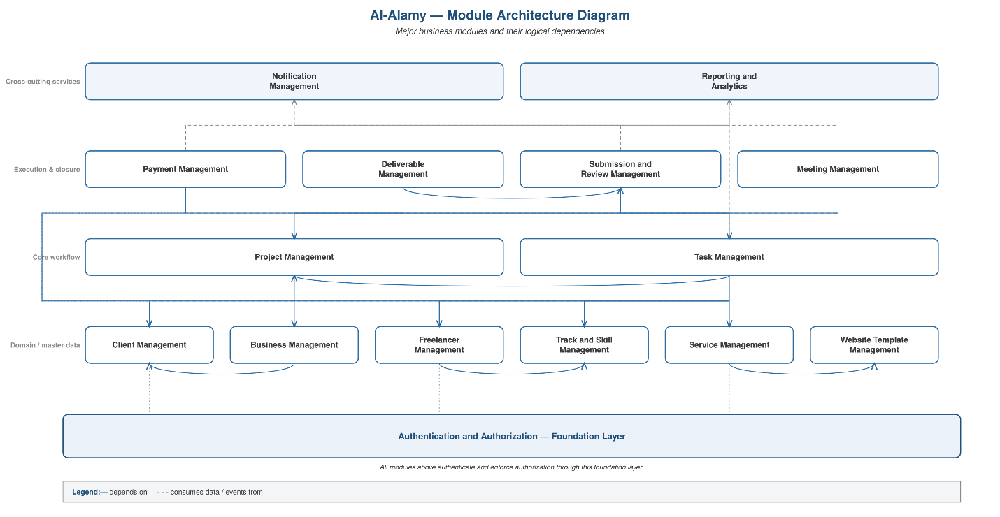 Al-Alamy — Module Architecture Diagram
Major business modules and their logical dependencies
Cross-cutting services
Notification
Management
Reporting and
Analytics
Execution & closure
Payment Management
Deliverable
Management
Submission and
Review Management
Meeting Management
Core workflow
Project Management
Task Management
Domain / master data
Client Management
Business Management
Freelancer
Management
Track and Skill
Management
Service Management
Website Template
Management
Authentication and Authorization — Foundation Layer
All modules above authenticate and enforce authorization through this foundation layer.
Legend:— depends on - - - consumes data / events from